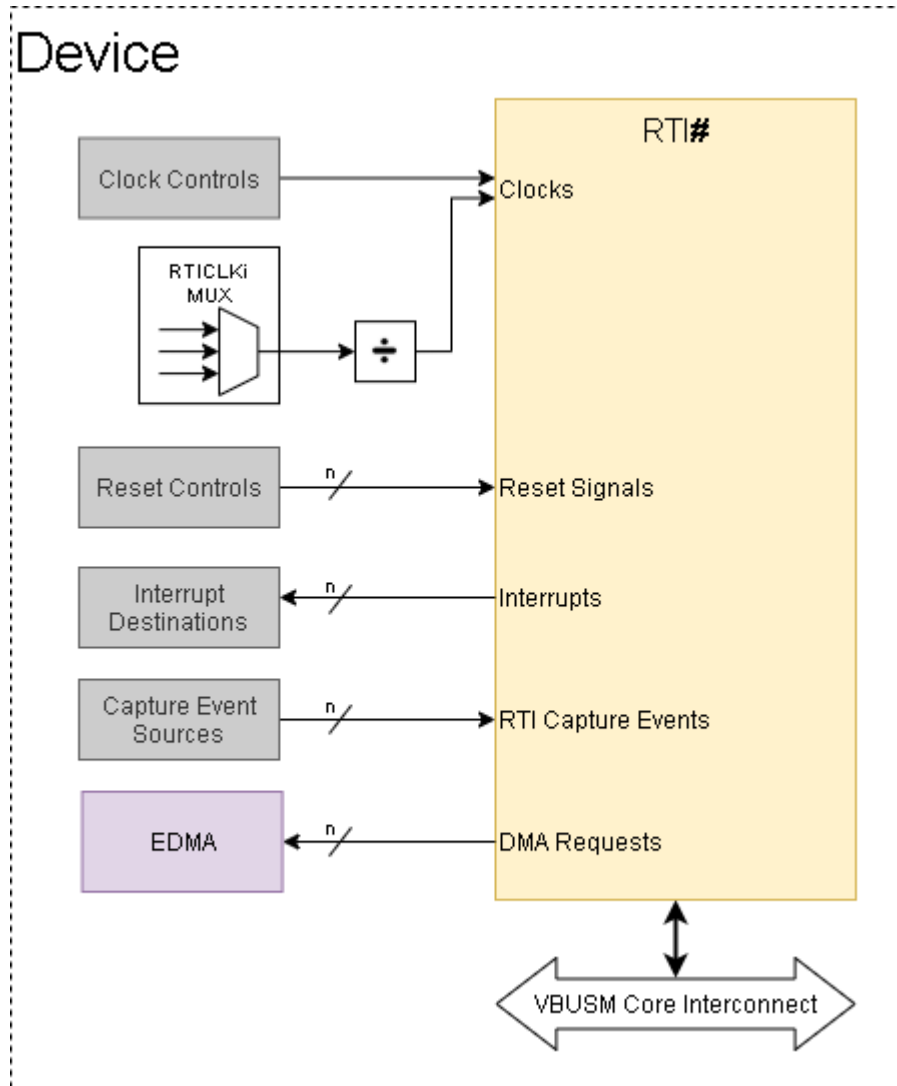 Device
RTI#
Clock Controls
Clocks
RTICLKi
MUX
÷
Reset Controls
n
Reset Signals
Interrupt
Destinations
n
Interrupts
Capture Event
Sources
n
RTI Capture Events
EDMA
n
DMA Requests
VBUSM Core Interconnect